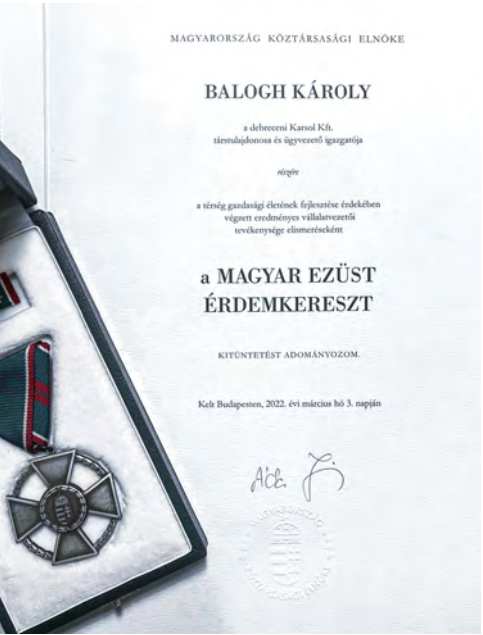 MAGYARORSZÁG KÖZTÁRSASÁGI ELNÖKE
BALOGH KÁROLY
a debreceni Karsol Kft.
társtulajdonosa és ügyvezető igazgatója
részére
a térség gazdasági életének fejlesztése érdekében
végzett eredményes vállalatvezetői
tevékenysége elismeréseként
a MAGYAR EZÜST
ÉRDEMKERESZT
KITÜNTETÉST ADOMÁNYOZOM.
Kelt Budapesten, 2022. évi március hó 3. napján
MAGYARORSZÁG